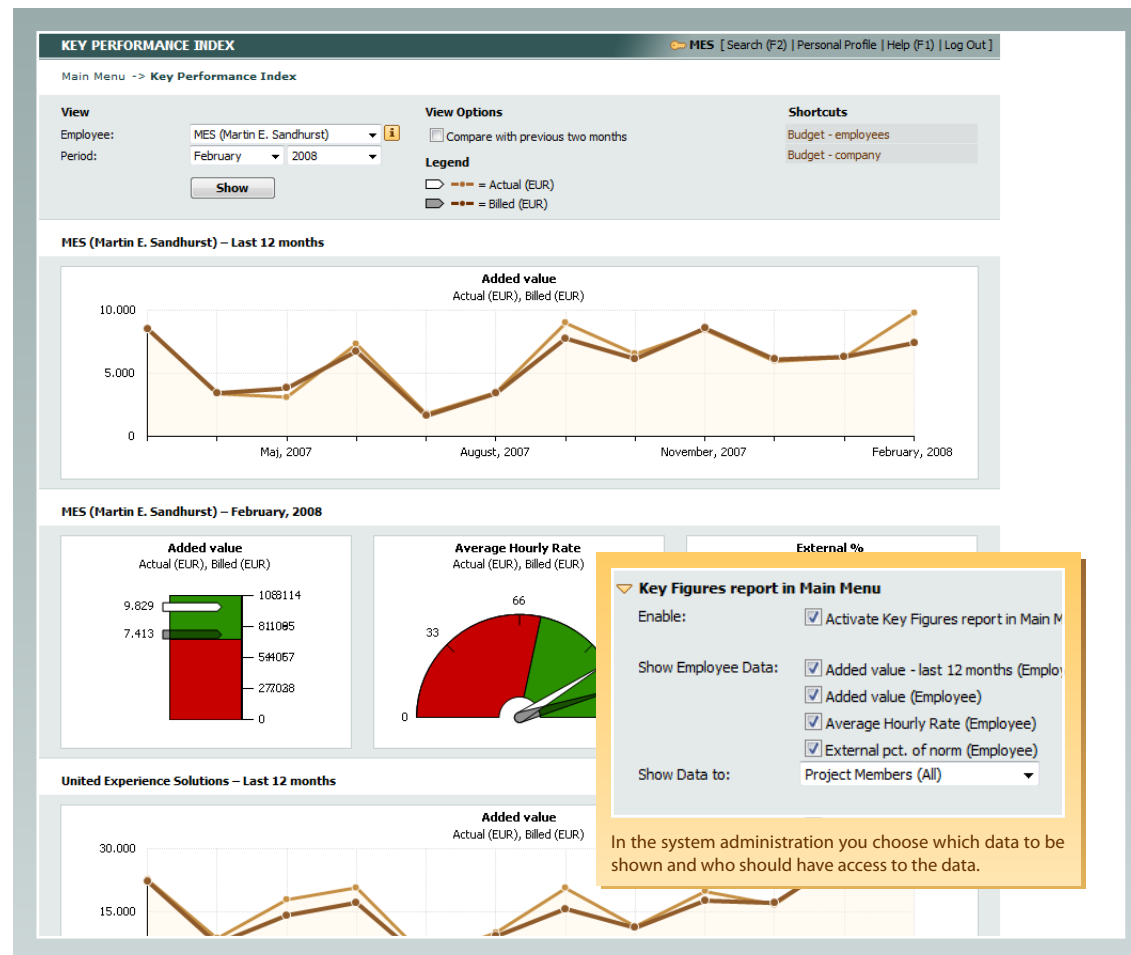 KEY PERFORMANCE INDEX
MES [ Search (F2) | Personal Profile | Help (F1) | Log Out ]
Main Menu -> Key Performance Index
View
Employee: MES (Martin E. Sandhurst)
Period: February 2008
Show
View Options
Compare with previous two months
Legend
= Actual (EUR)
= Billed (EUR)
Shortcuts
Budget - employees
Budget - company
MES (Martin E. Sandhurst) – Last 12 months
Added value
Actual (EUR), Billed (EUR)
10.000
5.000
0
Maj, 2007 August, 2007 November, 2007 February, 2008
MES (Martin E. Sandhurst) – February, 2008
Added value
Actual (EUR), Billed (EUR)
9.829
7.413
0
Average Hourly Rate
Actual (EUR), Billed (EUR)
66
33
0
External %
Key Figures report in Main Menu
Enable: Activate Key Figures report in Main M
Show Employee Data: Added value - last 12 months (Employ
Added value (Employee)
Average Hourly Rate (Employee)
External pct. of norm (Employee)
Show Data to: Project Members (All)
In the system administration you choose which data to be
shown and who should have access to the data.
United Experience Solutions – Last 12 months
Added value
Actual (EUR), Billed (EUR)
30.000
15.000